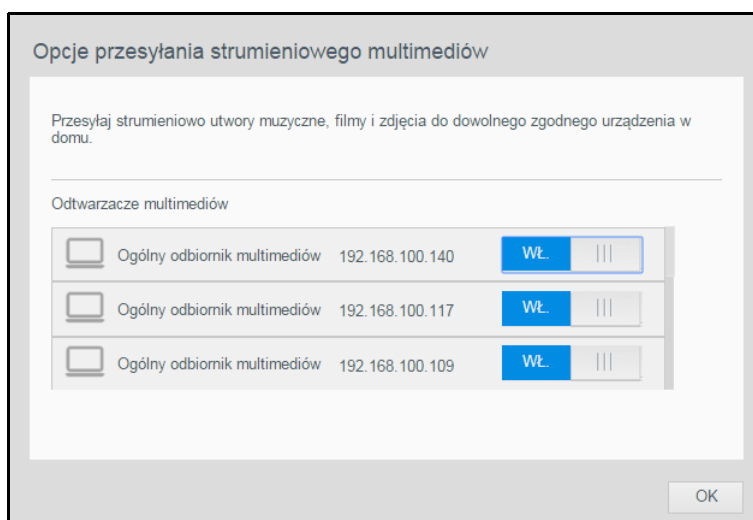 Opcje przesyłania strumieniowego multimediów
Przesyłaj strumieniowo utwory muzyczne, filmy i zdjęcia do dowolnego zgodnego urządzenia w
domu.
Odtwarzacze multimediów
Ogólny odbiornik multimediów 192.168.100.140 WŁ.
Ogólny odbiornik multimediów 192.168.100.117 WŁ.
Ogólny odbiornik multimediów 192.168.100.109 WŁ.
OK